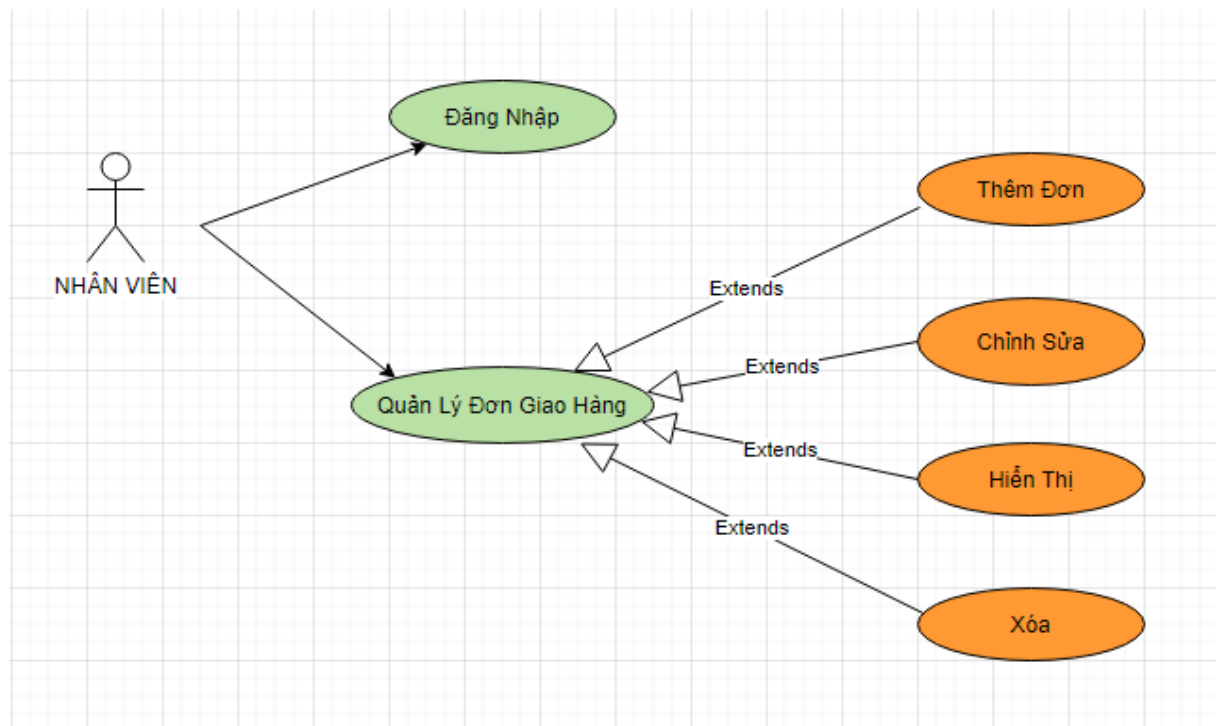 Đăng Nhập
NHÂN VIÊN
Quản Lý Đơn Giao Hàng
Thêm Đơn
Extends
Chỉnh Sửa
Extends
Hiển Thị
Extends
Xóa
Extends